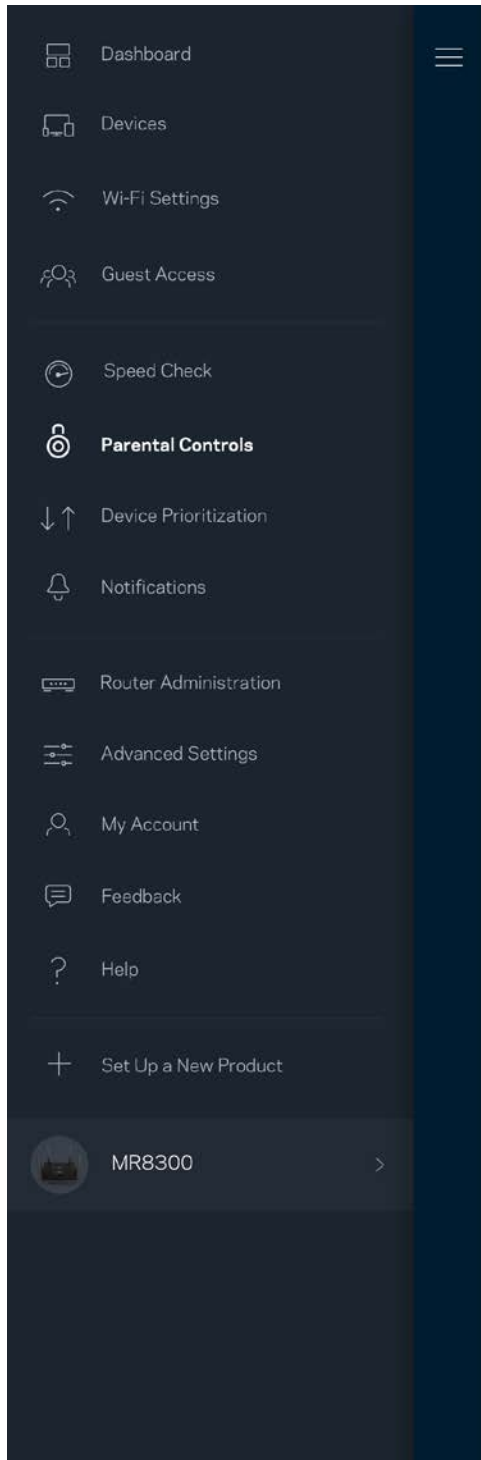 Dashboard
Devices
Wi-Fi Settings
Guest Access
Speed Check
Parental Controls
Device Prioritization
Notifications
Router Administration
Advanced Settings
My Account
Feedback
Help
Set Up a New Product
MR8300